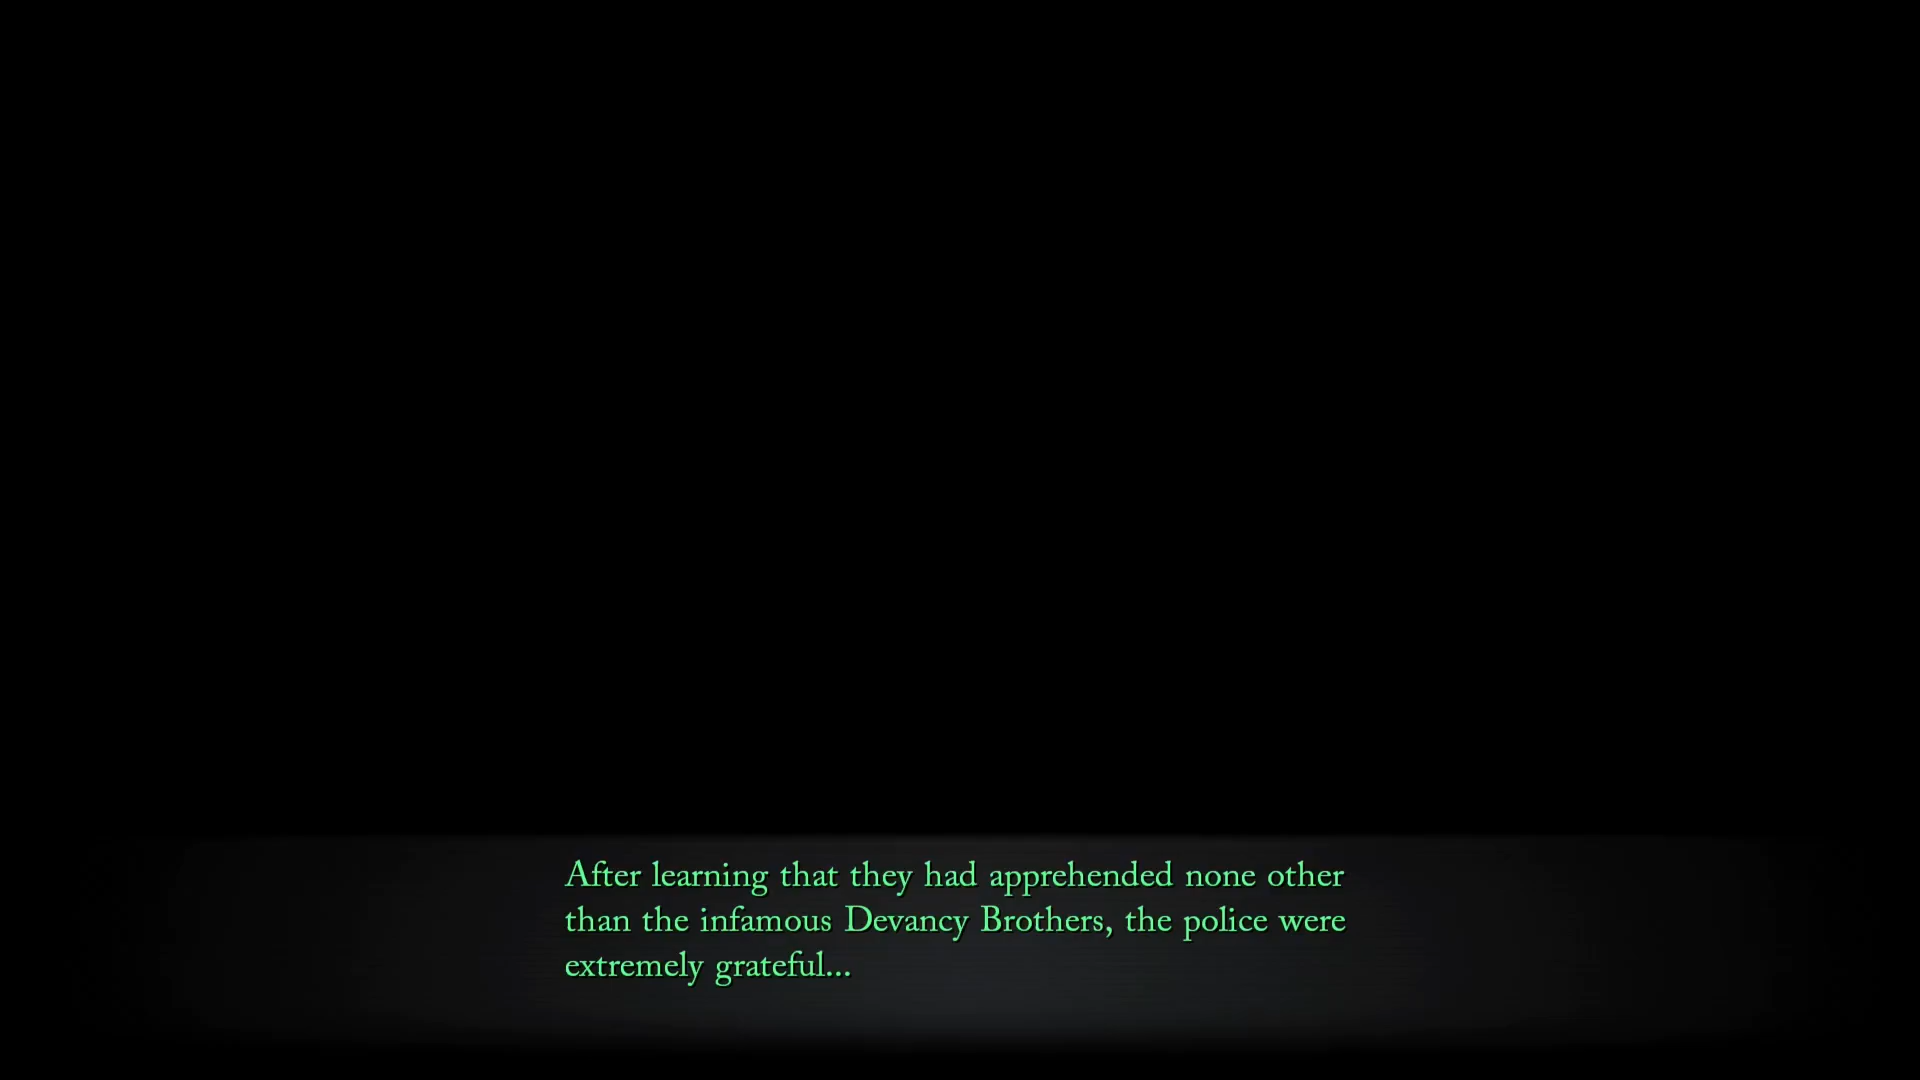 After learning that they had apprehended none other
than the infamous Devancy Brothers, the police were
extremely grateful...